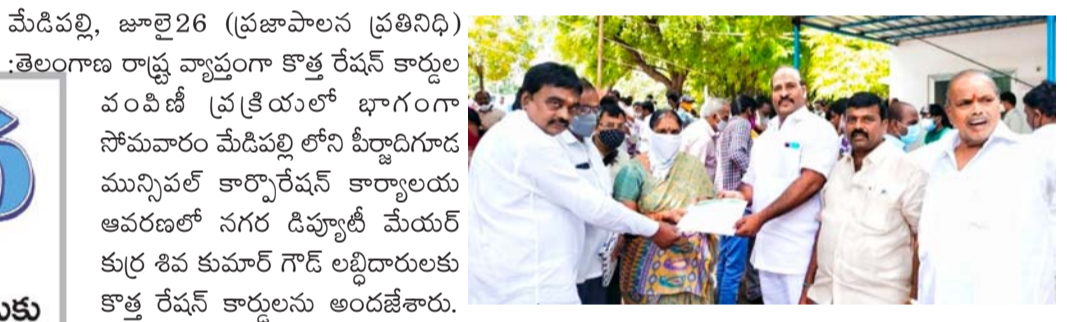 మేడిపల్లి, జూలై26 (ప్రజాపాలన ప్రతినిధి)
:తెలంగాణ రాష్ట్ర వ్యాప్తంగా కొత్త రేషన్ కార్డుల
పంపిణీ ప్రక్రియలో భాగంగా
సోమవారం మేడిపల్లి లోని పీర్జాదిగూడ
మున్సిపల్ కార్పొరేషన్ కార్యాలయ
ఆవరణలో నగర డిప్యూటీ మేయర్
కుర్ర శివ కుమార్ గౌడ్ లబ్ధిదారులకు
కొత్త రేషన్ కార్డులను అందజేశారు.